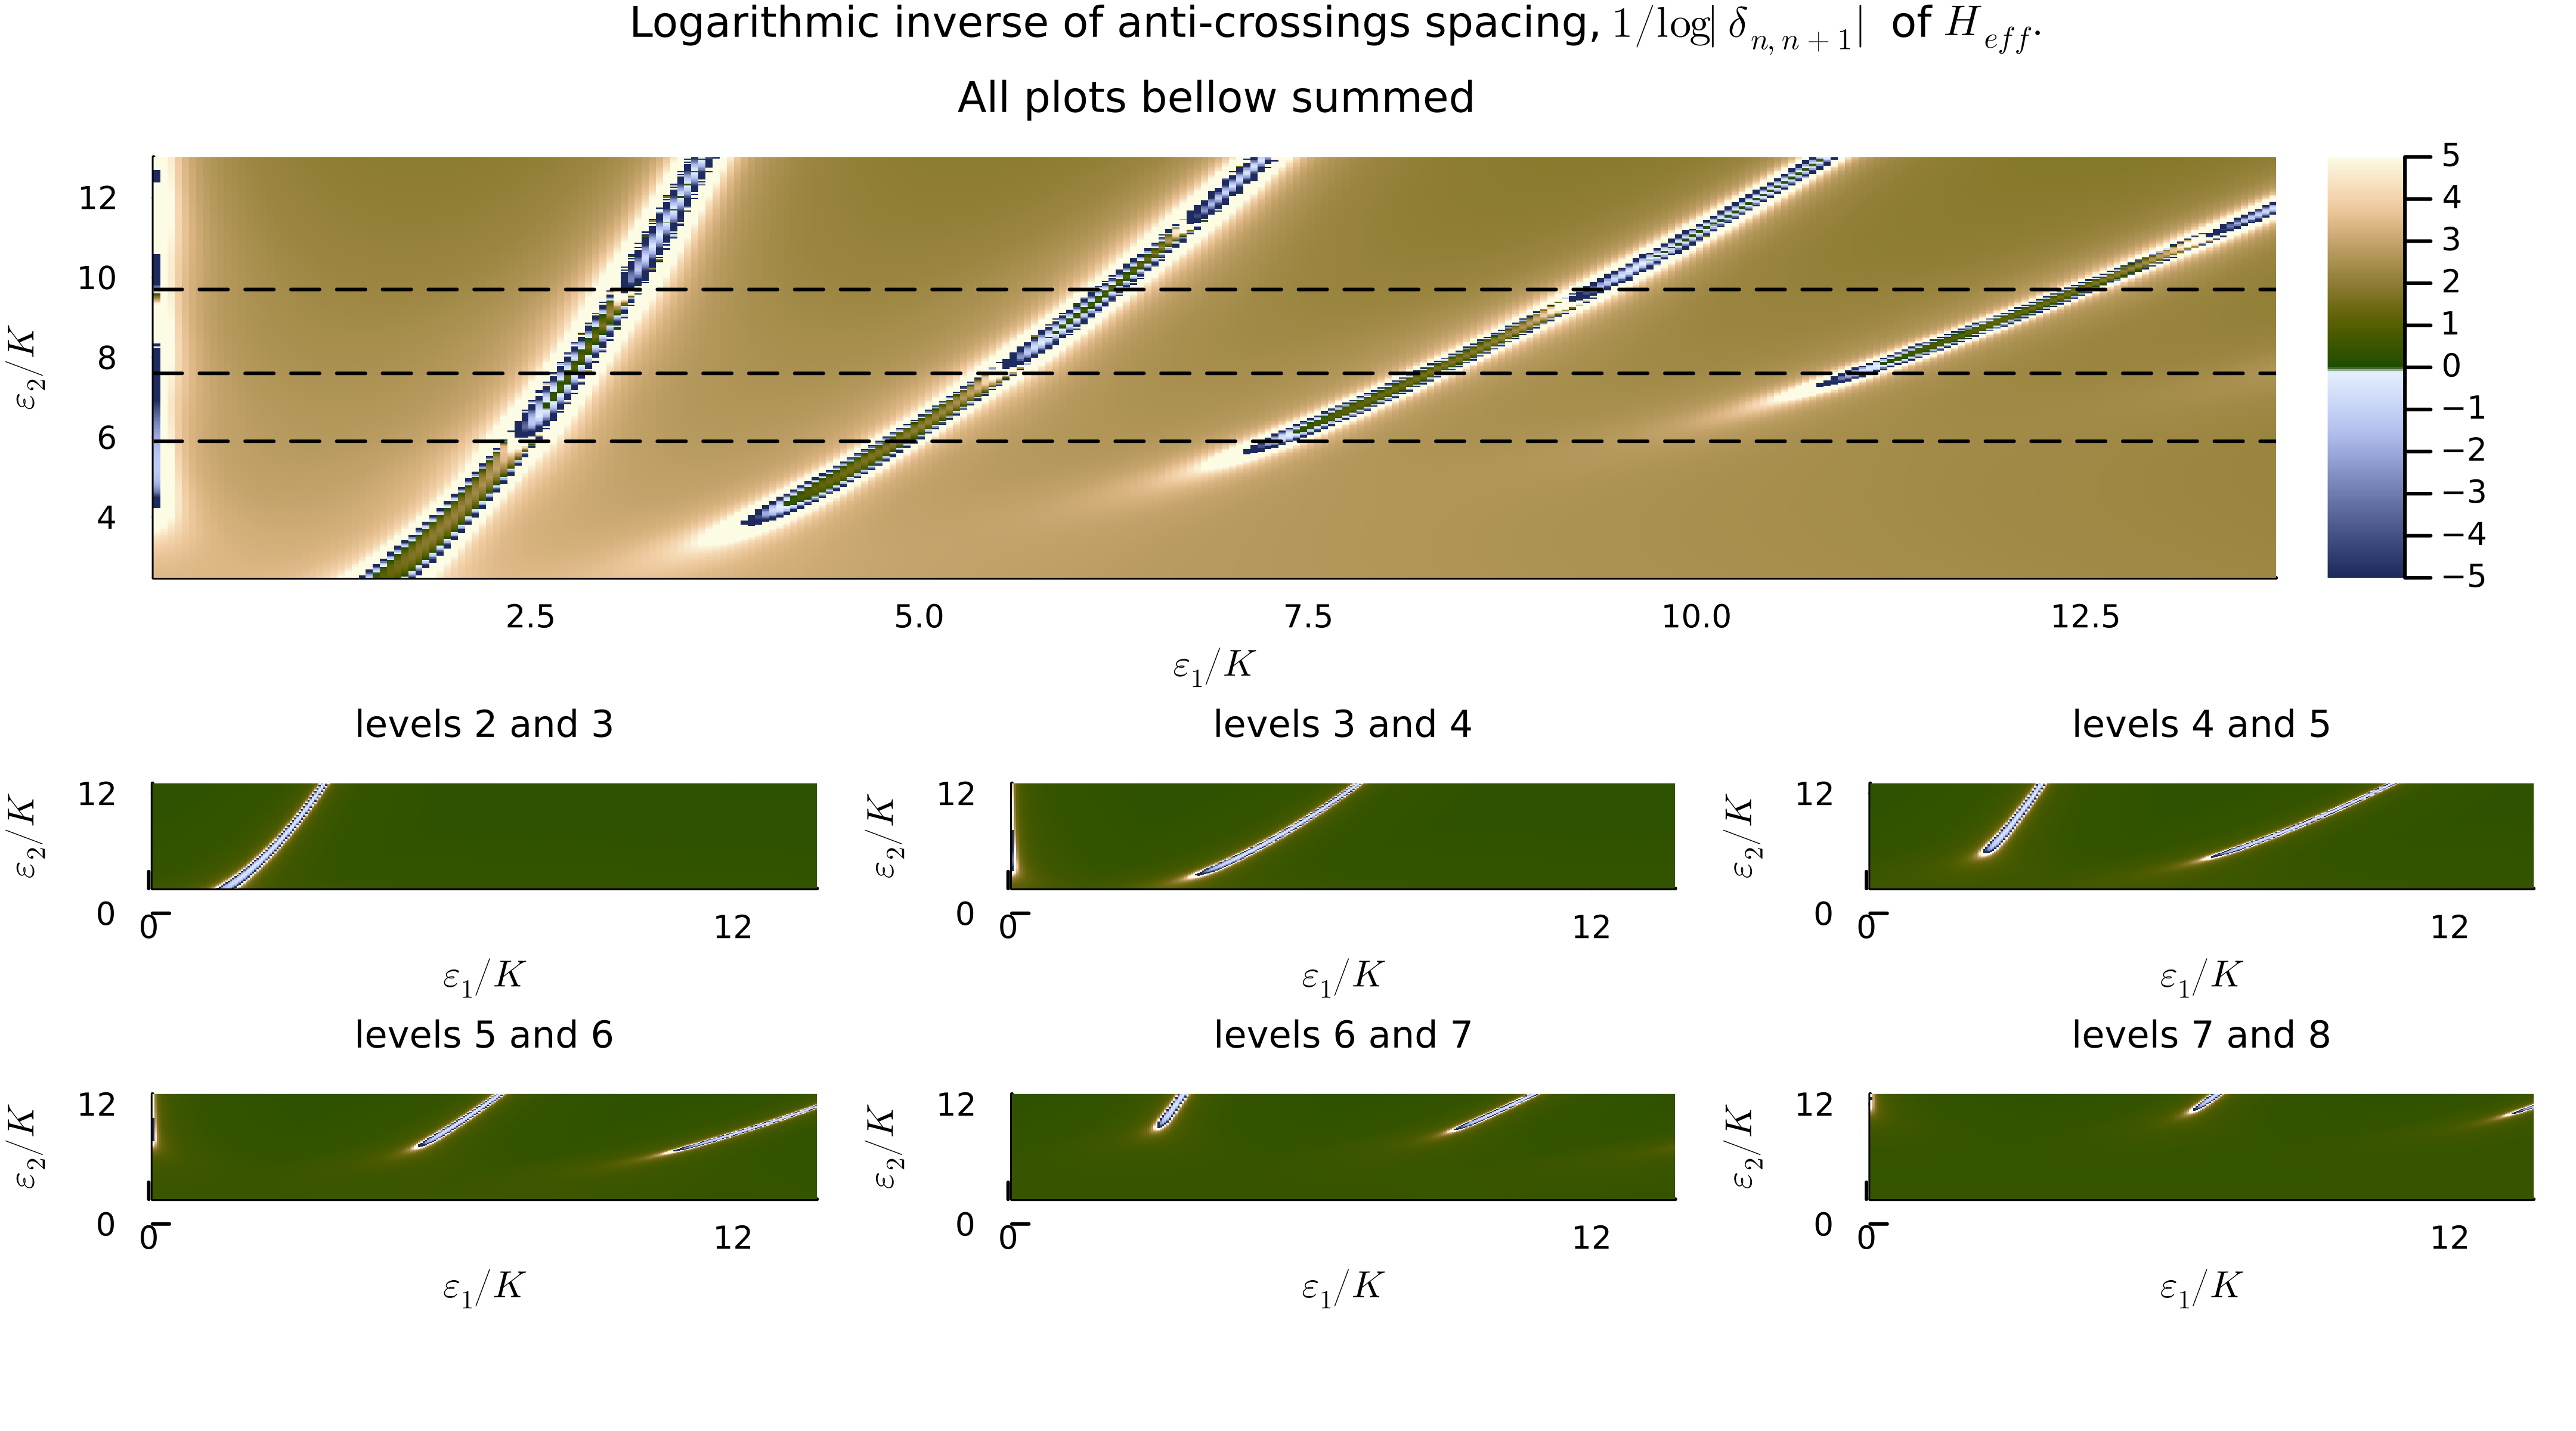 Logarithmic inverse of anti-crossings spacing, 1/log| δ_{n, n + 1}| of H_{eff}.
All plots bellow summed
12
10
8
6
4
ε₂/K
2.5 5.0 7.5 10.0 12.5
ε₁/K
5
4
3
2
1
0
−1
−2
−3
−4
−5
levels 2 and 3
12
0
ε₂/K
0 12
ε₁/K
levels 3 and 4
12
0
ε₂/K
0 12
ε₁/K
levels 4 and 5
12
0
ε₂/K
0 12
ε₁/K
levels 5 and 6
12
0
ε₂/K
0 12
ε₁/K
levels 6 and 7
12
0
ε₂/K
0 12
ε₁/K
levels 7 and 8
12
0
ε₂/K
0 12
ε₁/K